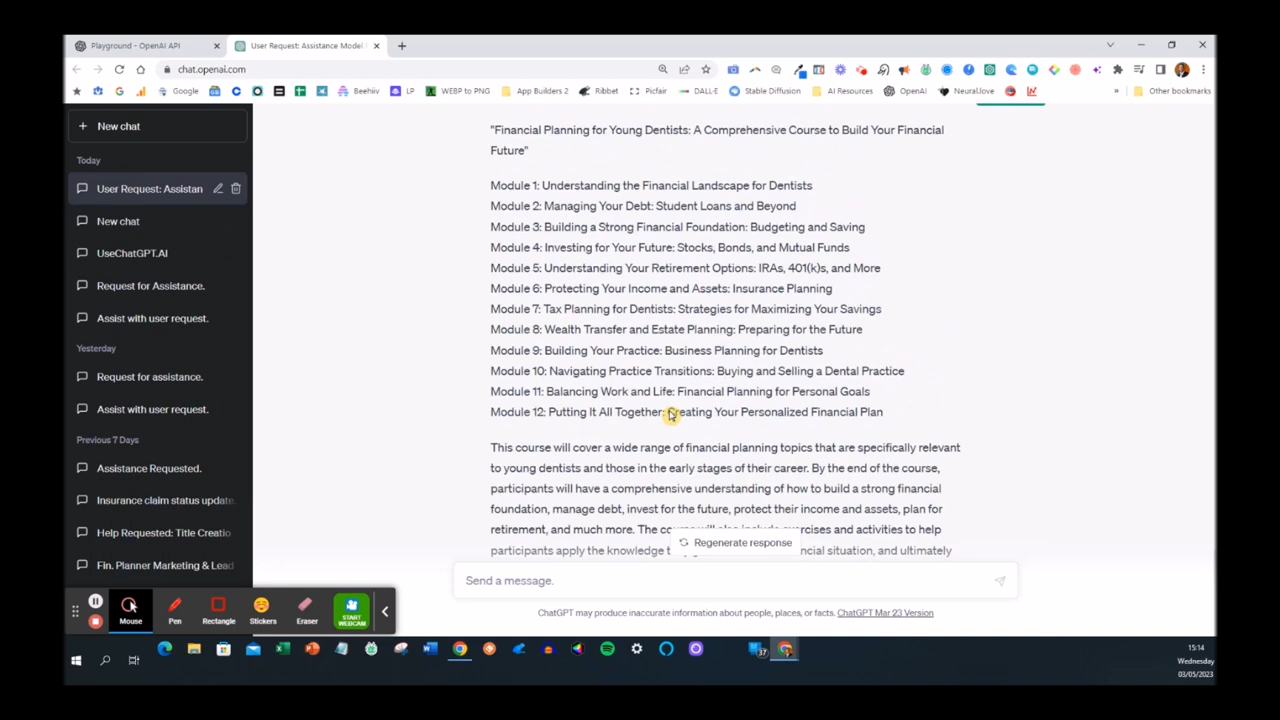 Playground - OpenAI API
User Request: Assistance Model
chat.openai.com
Google
Beehiiv
LP
WEBP to PNG
App Builders 2
Ribbet
Picfair
DALL-E
Stable Diffusion
AI Resources
OpenAI
Neural.love
»
Other bookmarks
+ New chat
Today
User Request: Assistan
New chat
UseChatGPT.AI
Request for Assistance.
Assist with user request.
Yesterday
Request for assistance.
Assist with user request.
Previous 7 Days
Assistance Requested.
Insurance claim status update.
Help Requested: Title Creatio
Fin. Planner Marketing & Lead
"Financial Planning for Young Dentists: A Comprehensive Course to Build Your Financial
Future"
Module 1: Understanding the Financial Landscape for Dentists
Module 2: Managing Your Debt: Student Loans and Beyond
Module 3: Building a Strong Financial Foundation: Budgeting and Saving
Module 4: Investing for Your Future: Stocks, Bonds, and Mutual Funds
Module 5: Understanding Your Retirement Options: IRAs, 401(k)s, and More
Module 6: Protecting Your Income and Assets: Insurance Planning
Module 7: Tax Planning for Dentists: Strategies for Maximizing Your Savings
Module 8: Wealth Transfer and Estate Planning: Preparing for the Future
Module 9: Building Your Practice: Business Planning for Dentists
Module 10: Navigating Practice Transitions: Buying and Selling a Dental Practice
Module 11: Balancing Work and Life: Financial Planning for Personal Goals
Module 12: Putting It All Together: Creating Your Personalized Financial Plan
This course will cover a wide range of financial planning topics that are specifically relevant
to young dentists and those in the early stages of their career. By the end of the course,
participants will have a comprehensive understanding of how to build a strong financial
foundation, manage debt, invest for the future, protect their income and assets, plan for
retirement, and much more. The course will also include exercises and activities to help
participants apply the knowledge ncial situation, and ultimately
Regenerate response
Send a message.
ChatGPT may produce inaccurate information about people, places, or facts. ChatGPT Mar 23 Version
Mouse
Pen
Rectangle
Stickers
Eraser
START
WEBCAM
37
15:14
Wednesday
03/05/2023